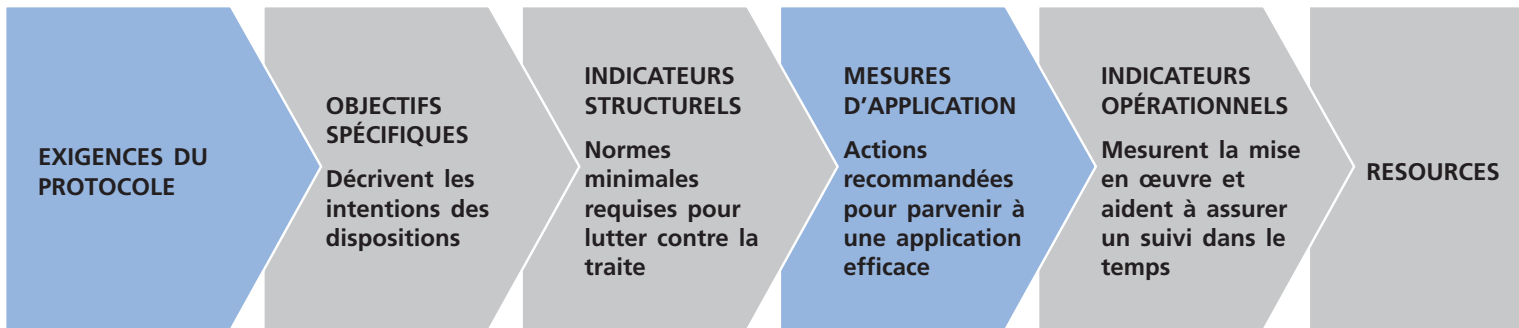 EXIGENCES DU
PROTOCOLE
OBJECTIFS
SPÉCIFIQUES
Décrivent les
intentions des
dispositions
INDICATEURS
STRUCTURELS
Normes
minimales
requises pour
lutter contre la
traite
MESURES
D’APPLICATION
Actions
recommandées
pour parvenir à
une application
efficace
INDICATEURS
OPÉRATIONNELS
Mesurent la mise
en œuvre et
aident à assurer
un suivi dans le
temps
RESOURCES